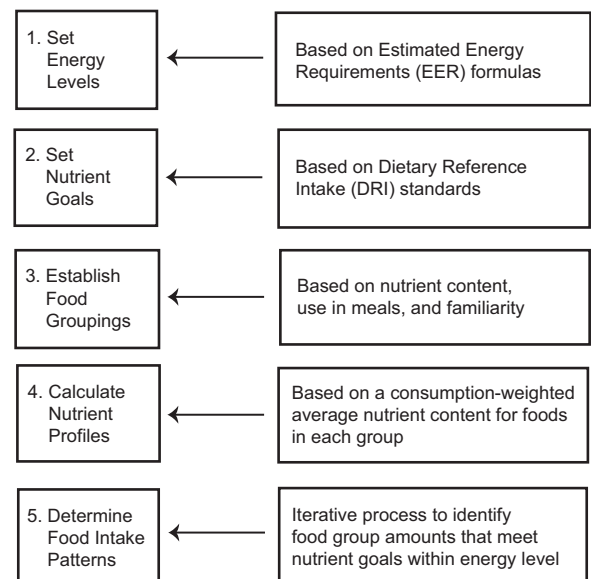 1. Set
Energy
Levels
Based on Estimated Energy
Requirements (EER) formulas
2. Set
Nutrient
Goals
Based on Dietary Reference
Intake (DRI) standards
3. Establish
Food
Groupings
Based on nutrient content,
use in meals, and familiarity
4. Calculate
Nutrient
Profiles
Based on a consumption-weighted
average nutrient content for foods
in each group
5. Determine
Food Intake
Patterns
Iterative process to identify
food group amounts that meet
nutrient goals within energy level